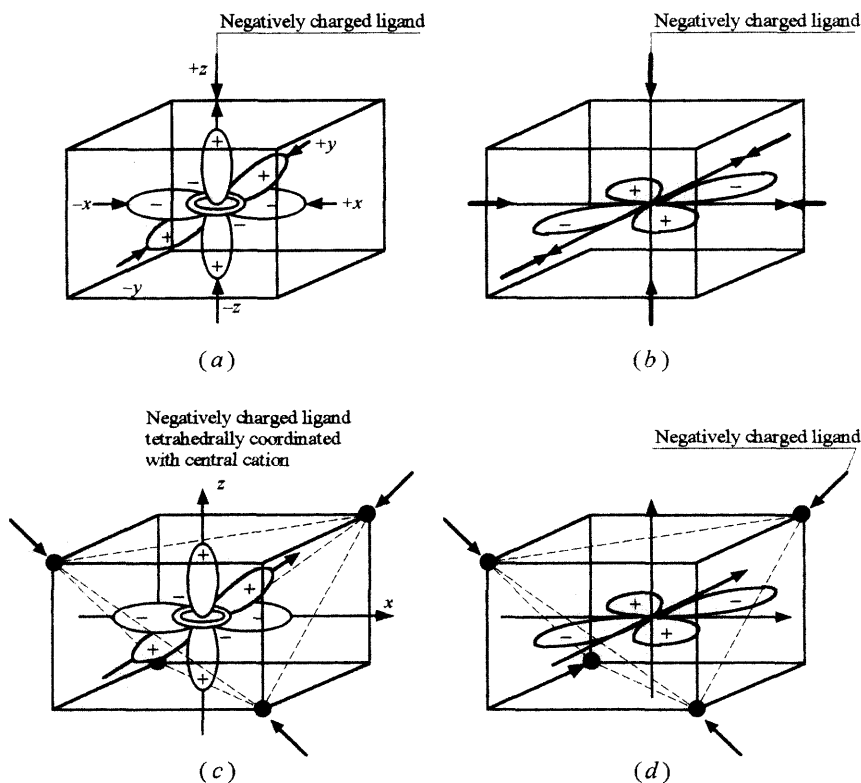 Negatively charged ligand
+z
+
+y
+
−
−x
−
−
+x
+
−
+
−y
−z
(a)
Negatively charged ligand
+
−
−
+
(b)
Negatively charged ligand
tetrahedrally coordinated
with central cation
z
+
+
−
−
−
x
+
−
+
(c)
Negatively charged ligand
+
−
−
+
(d)